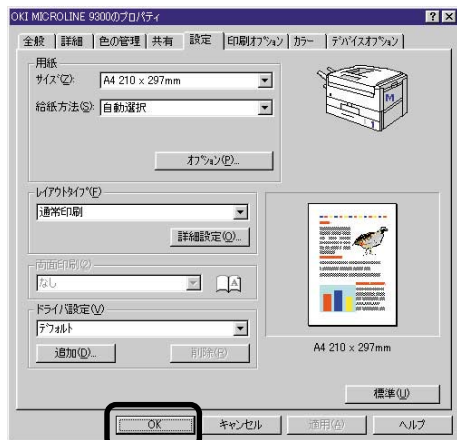 OKI MICROLINE 9300のプロパティ
全般 詳細 色の管理 共有 設定 印刷オプション カラー デバイスオプション
用紙
サイズ(Z): A4 210 x 297mm
給紙方法(S): 自動選択
オプション(P)...
レイアウトタイプ(F)
通常印刷
詳細設定(O)...
両面印刷(2)
なし
A
ドライバ設定(V)
デフォルト
追加(D)... 削除(R)
M
1
A4 210 x 297mm
標準(U)
OK キャンセル 適用(A) ヘルプ